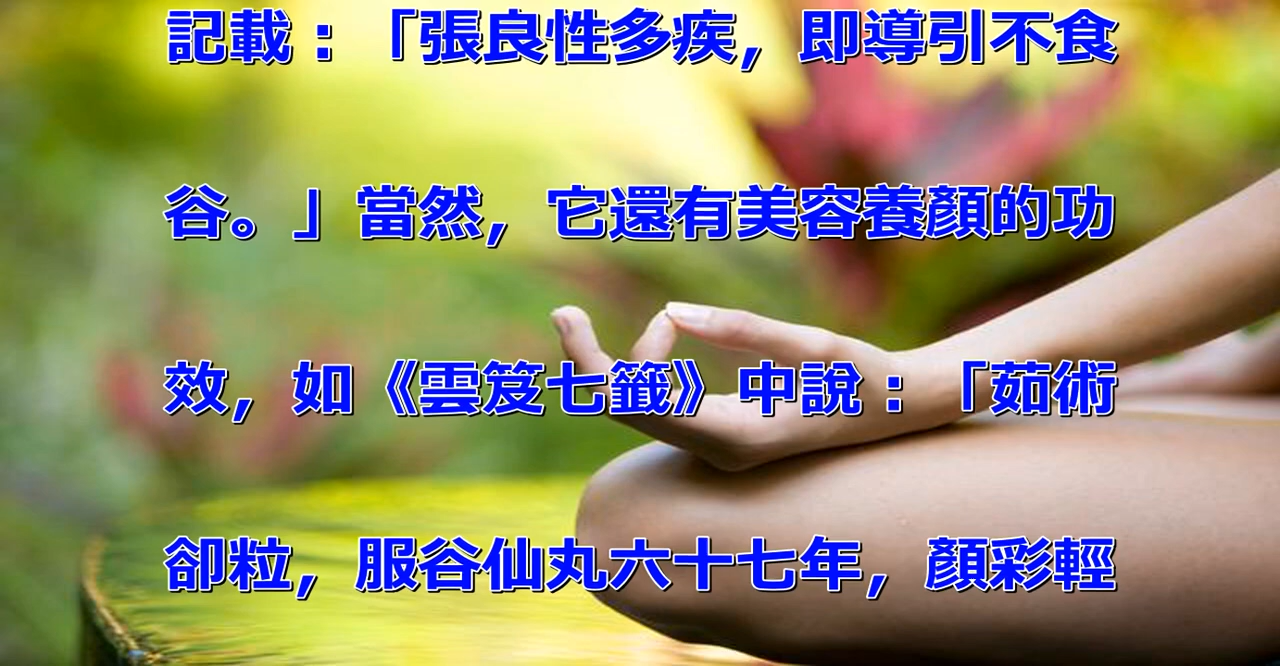 記載：「張良性多疾，即導引不食
谷。」當然，它還有美容養顏的功
效，如《雲笈七籤》中說：「茹術
卻粒，服谷仙丸六十七年，顏彩輕